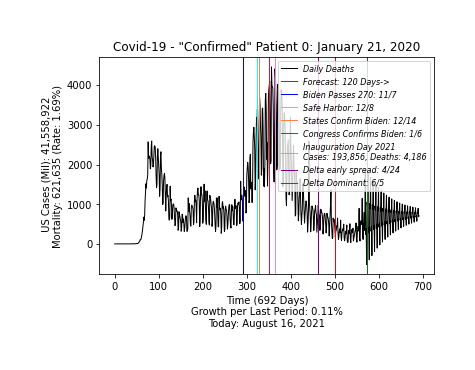 Covid-19 - "Confirmed" Patient 0: January 21, 2020
US Cases (Mil): 41,558,922
Mortality: 621,635 (Rate: 1.69%)
4000
3000
2000
1000
0
Daily Deaths
Forecast: 120 Days->
Biden Passes 270: 11/7
Safe Harbor: 12/8
States Confirm Biden: 12/14
Congress Confirms Biden: 1/6
Inauguration Day 2021
Cases: 193,856, Deaths: 4,186
Delta early spread: 4/24
Delta Dominant: 6/5
0 100 200 300 400 500 600 700
Time (692 Days)
Growth per Last Period: 0.11%
Today: August 16, 2021